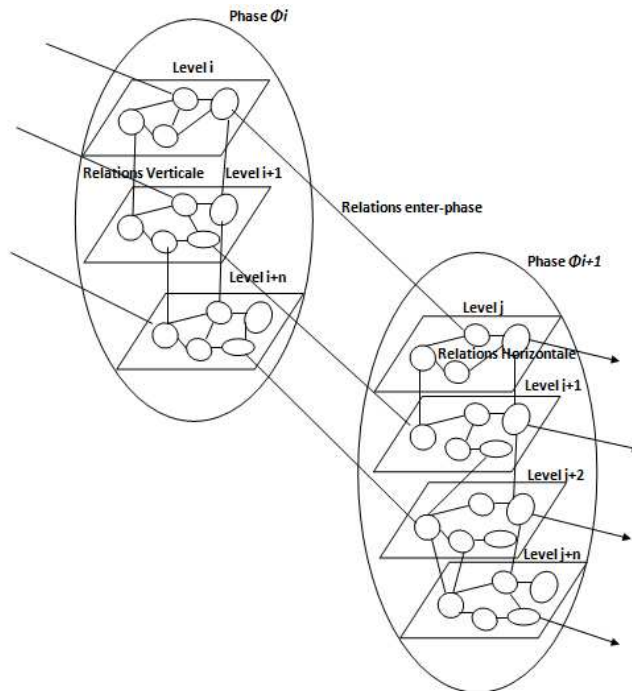 Phase Φi
Level i
Relations Verticale
Level i+1
Relations enter-phase
Level i+n
Phase Φi+1
Level j
Relations Horizontale
Level i+1
Level j+2
Level j+n